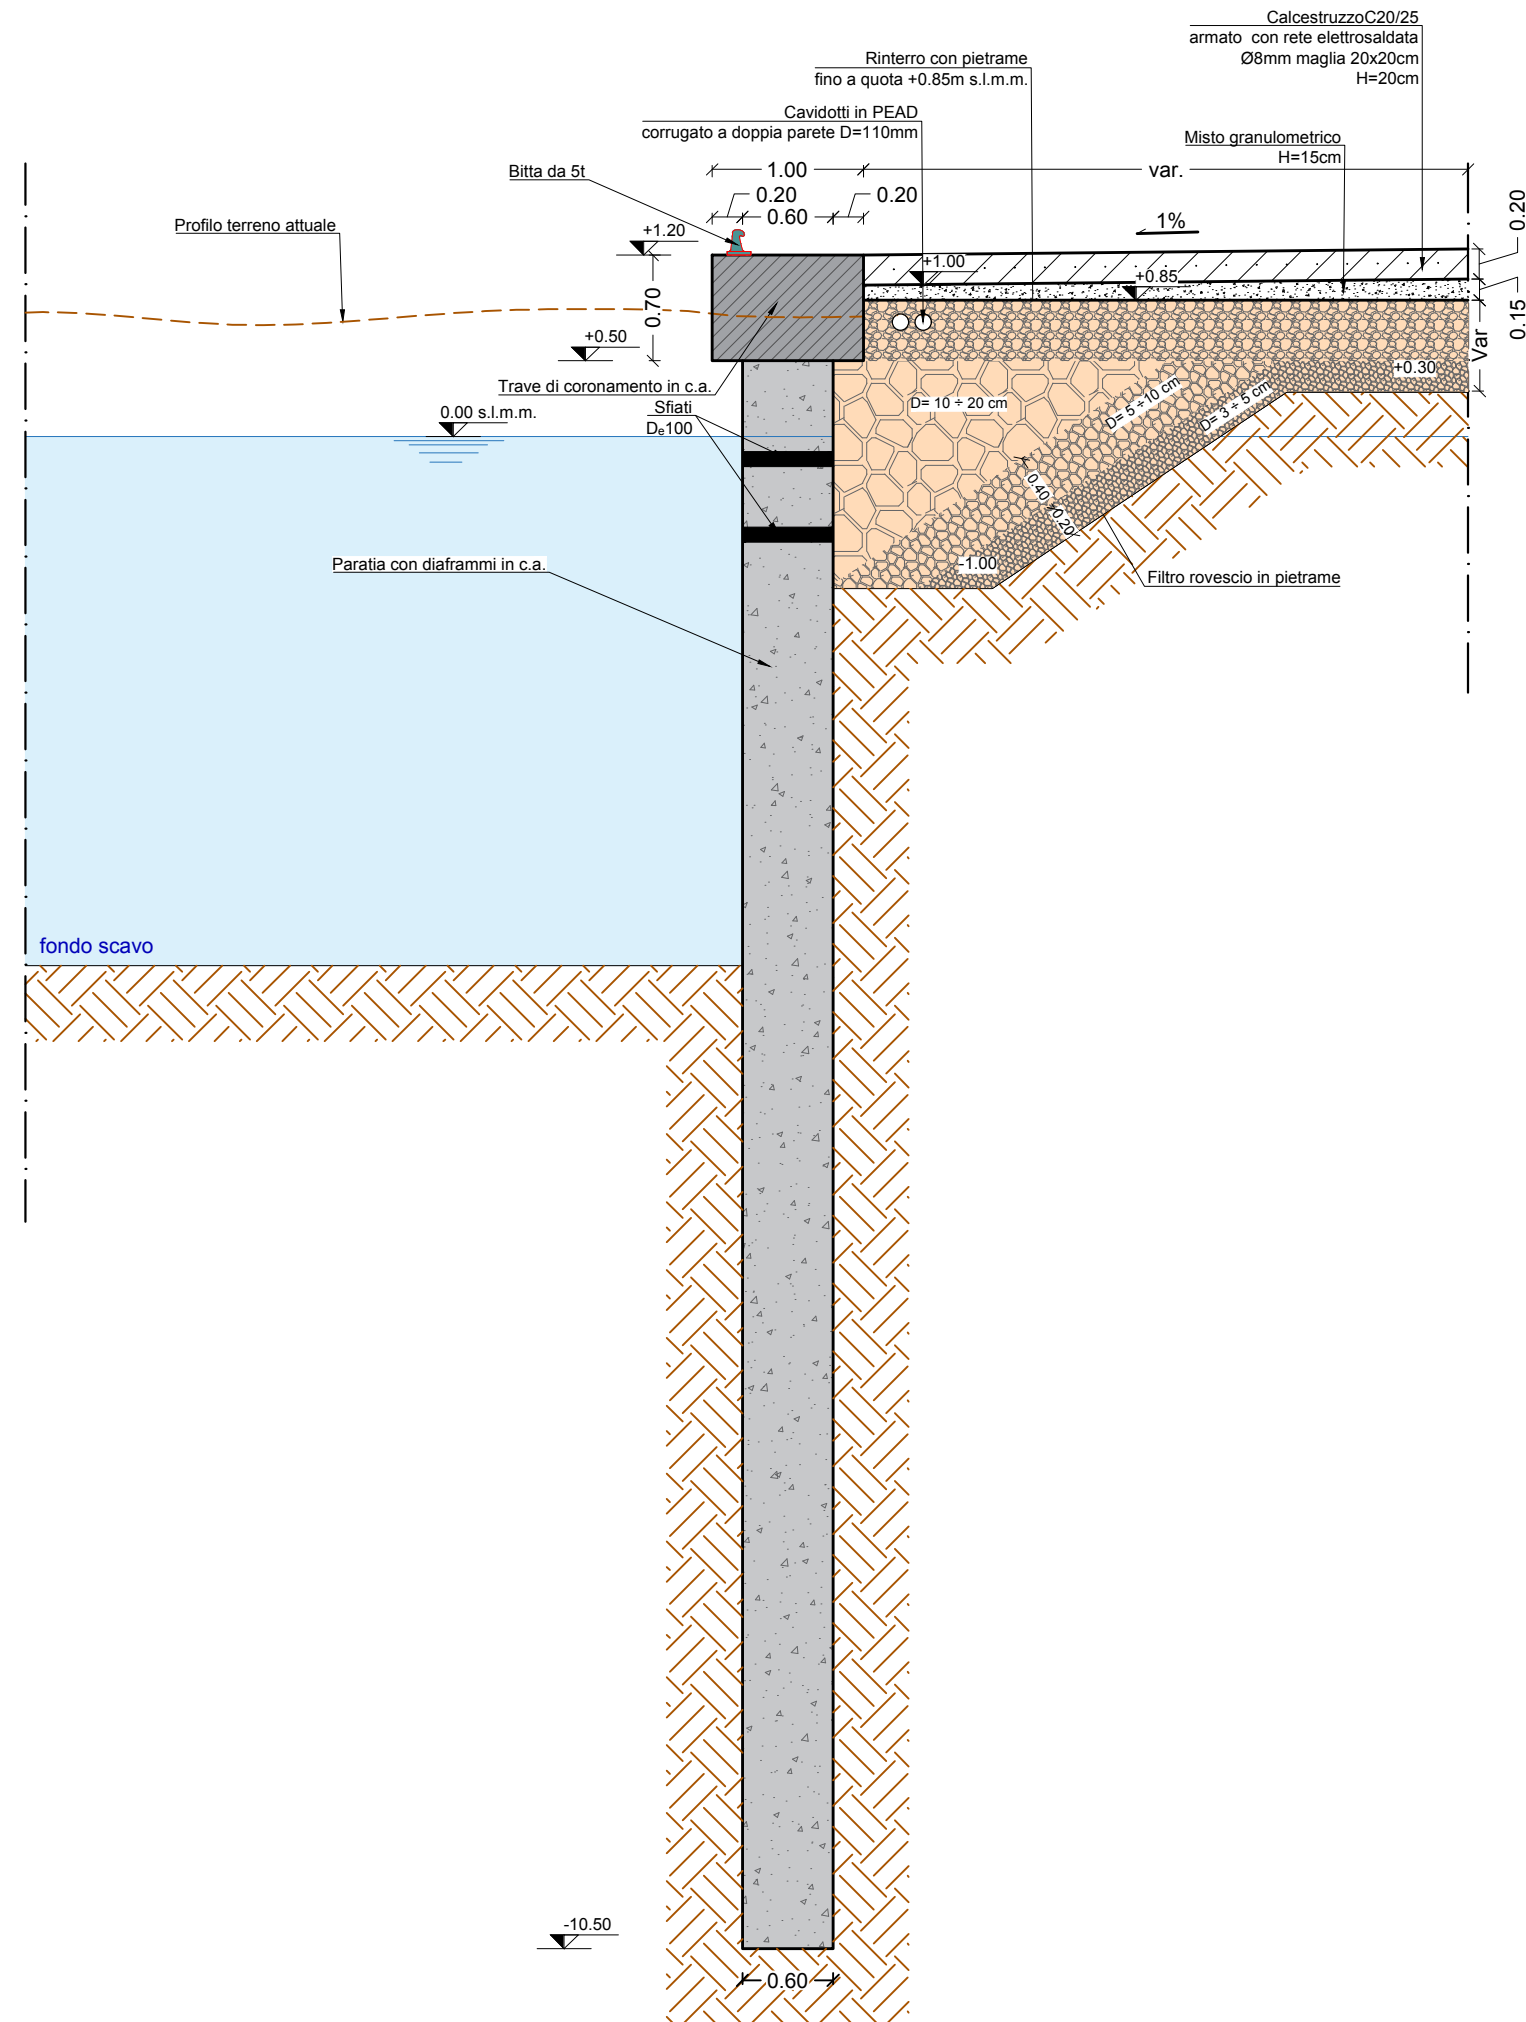 CalcestruzzoC20/25
armato con rete elettrosaldata
Ø8mm maglia 20x20cm
H=20cm
Rinterro con pietrame
fino a quota +0.85m s.l.m.m.
Cavidotti in PEAD
corrugato a doppia parete D=110mm
Misto granulometrico
H=15cm
Bitta da 5t
1.00
var.
0.20
0.60
0.20
Profilo terreno attuale
+1.20
1%
0.20
+1.00
+0.85
0.70
0.15
+0.50
Var
+0.30
Trave di coronamento in c.a.
D= 10 ÷ 20 cm
D= 5 ÷10 cm
D= 3 ÷ 5 cm
0.00 s.l.m.m.
Sfiati
De100
0.40
0.20
Paratia con diaframmi in c.a.
-1.00
Filtro rovescio in pietrame
fondo scavo
-10.50
0.60